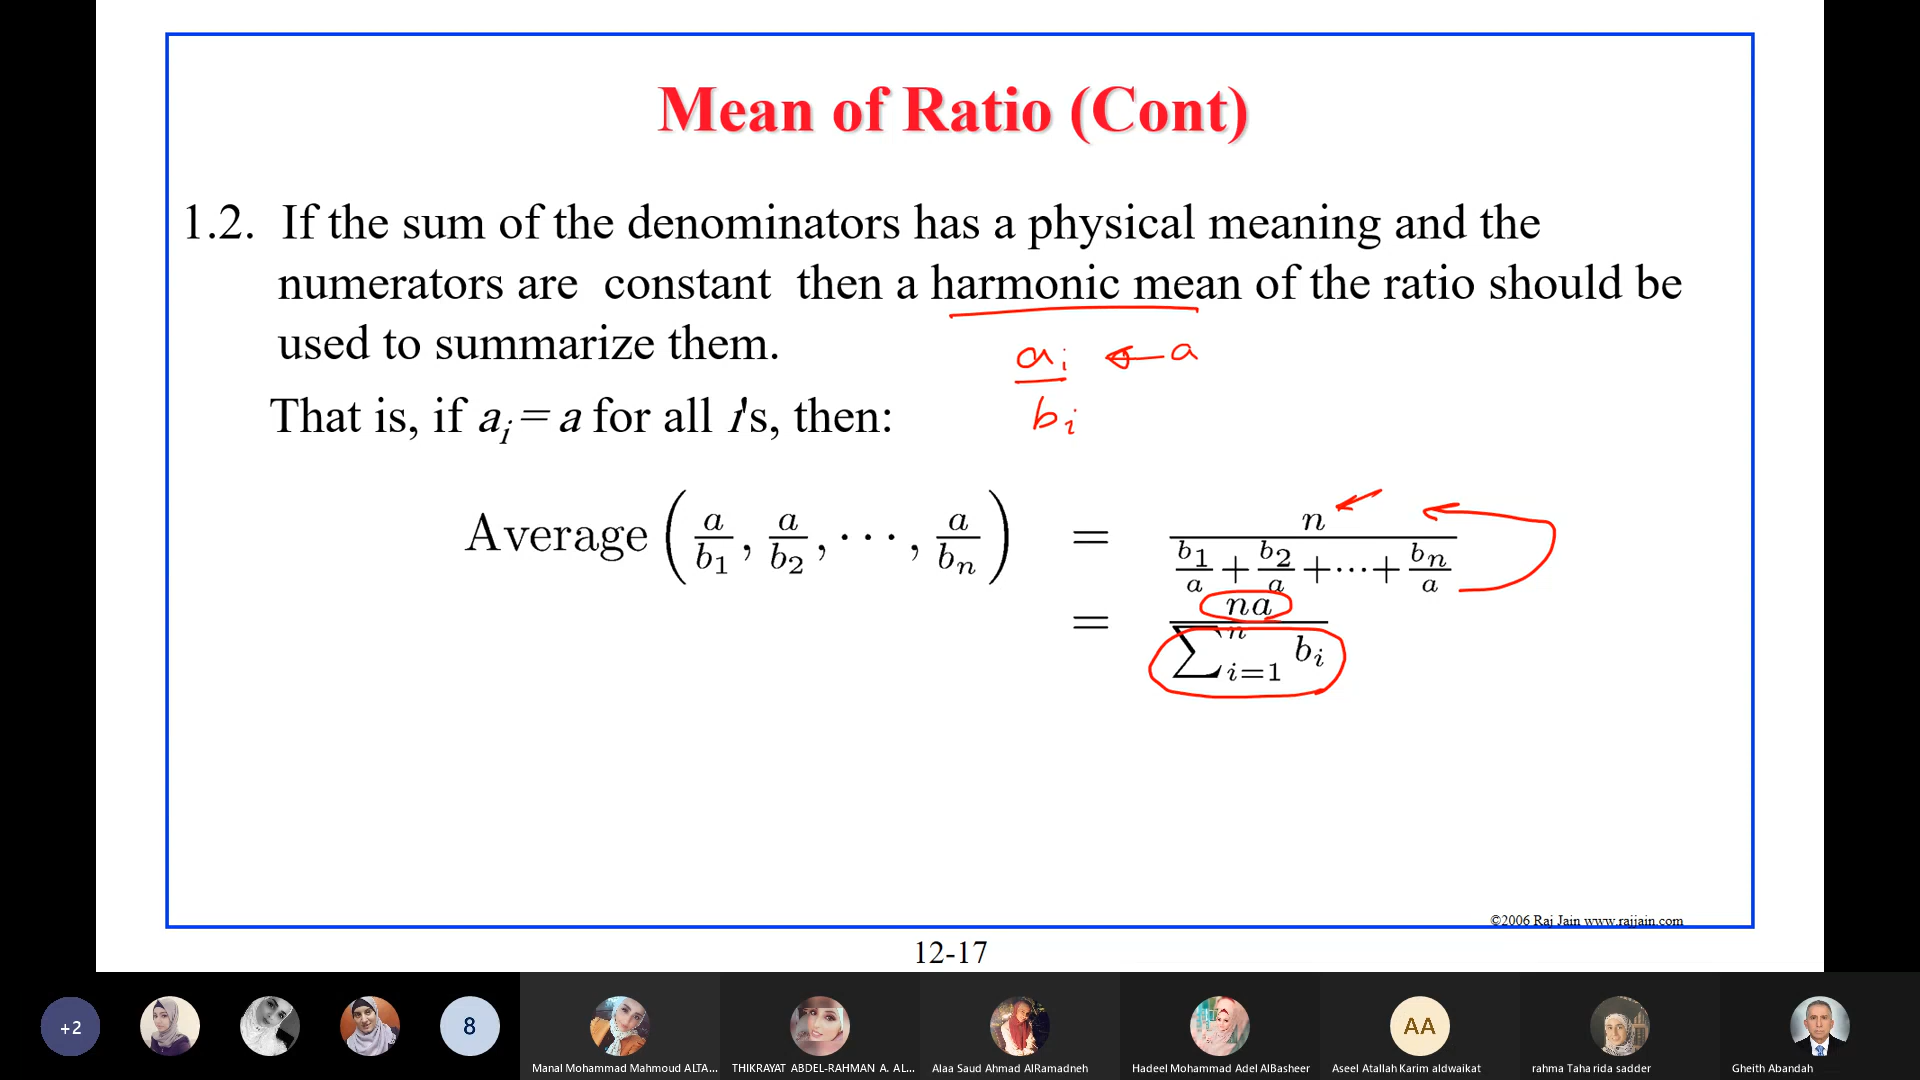 Mean of Ratio (Cont)
1.2. If the sum of the denominators has a physical meaning and the
numerators are constant then a harmonic mean of the ratio should be
used to summarize them.
a_i ← a
b_i
That is, if a_i = a for all i's, then:
Average (a/b_1, a/b_2, ⋯, a/b_n) = n / (b_1/a + b_2/a + ⋯ + b_n/a)
= na / ∑_{i=1}^{n} b_i
©2006 Raj Jain www.rajjain.com
12-17
+2
8
AA
Manal Mohammad Mahmoud ALTA...
THIKRAYAT ABDEL-RAHMAN A. AL...
Alaa Saud Ahmad AlRamadneh
Hadeel Mohammad Adel AlBasheer
Aseel Atallah Karim aldwaikat
rahma Taha rida sadder
Gheith Abandah